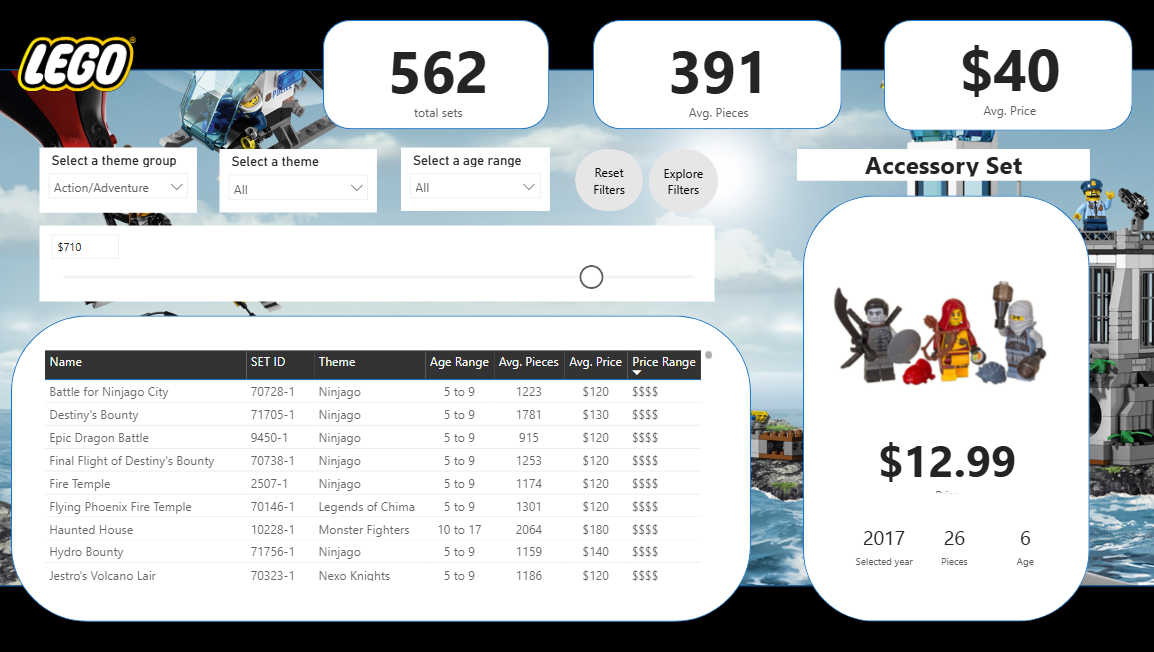 LEGO®
562
total sets
391
Avg. Pieces
$40
Avg. Price
POLICE
Select a theme group
Action/Adventure
Select a theme
All
Select a age range
All
Reset
Filters
Explore
Filters
Accessory Set
$710
Name SET ID Theme Age Range Avg. Pieces Avg. Price Price Range
Battle for Ninjago City 70728-1 Ninjago 5 to 9 1223 $120 $$$$
Destiny's Bounty 71705-1 Ninjago 5 to 9 1781 $130 $$$$
Epic Dragon Battle 9450-1 Ninjago 5 to 9 915 $120 $$$$
Final Flight of Destiny's Bounty 70738-1 Ninjago 5 to 9 1253 $120 $$$$
Fire Temple 2507-1 Ninjago 5 to 9 1174 $120 $$$$
Flying Phoenix Fire Temple 70146-1 Legends of Chima 5 to 9 1301 $120 $$$$
Haunted House 10228-1 Monster Fighters 10 to 17 2064 $180 $$$$
Hydro Bounty 71756-1 Ninjago 5 to 9 1159 $140 $$$$
Jestro's Volcano Lair 70323-1 Nexo Knights 5 to 9 1186 $120 $$$$
$12.99
2017
Selected year
26
Pieces
6
Age